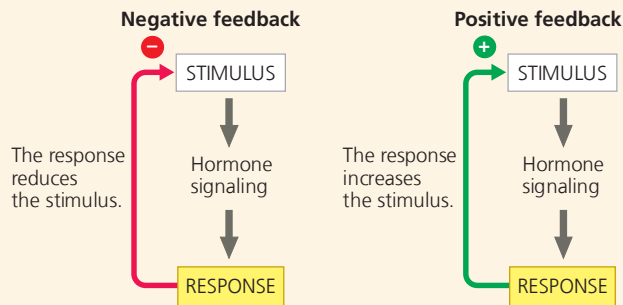 Negative feedback
−
STIMULUS
The response
reduces
the stimulus.
Hormone
signaling
RESPONSE
Positive feedback
+
STIMULUS
The response
increases
the stimulus.
Hormone
signaling
RESPONSE